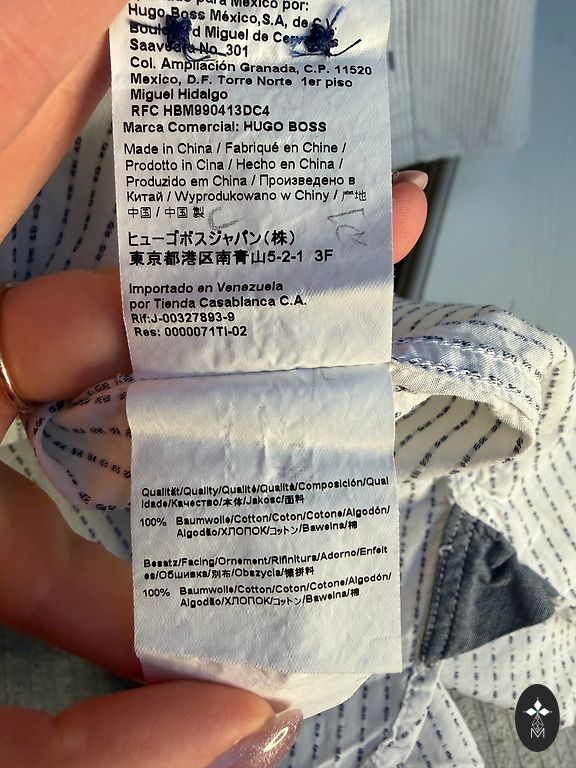 para México por:
Hugo Boss México,S.A, de C.V.
Saavedra No. 301
Col. Ampliación Granada, C.P. 11520
Mexico, D.F. Torre Norte 1er piso
Miguel Hidalgo
RFC HBM990413DC4
Marca Comercial: HUGO BOSS
Made in China / Fabriqué en Chine /
Prodotto in Cina / Hecho en China /
Produzido em China / Произведено в
Китай / Wyprodukowano w Chiny / 产地
中国 / 中国 製
ヒューゴボスジャパン（株）
東京都港区南青山5-2-1 3F
Importado en Venezuela
por Tienda Casablanca C.A.
Rif:J-00327893-9
Res: 0000071TI-02
Qualität/Quality/Qualité/Qualità/Composición/Qual
idade/Качество/本体/Jakosc/面料
100% Baumwolle/Cotton/Coton/Cotone/Algodón/
Algodão/ХЛОПОК/コットン/Bawelna/棉
Besatz/Facing/Ornement/Rifinitura/Adorno/Enfeit
es/Обшивка/別布/Obszycia/镶拼料
100% Baumwolle/Cotton/Coton/Cotone/Algodón/
Algodão/ХЛОПОК/コットン/Bawelna/棉
M